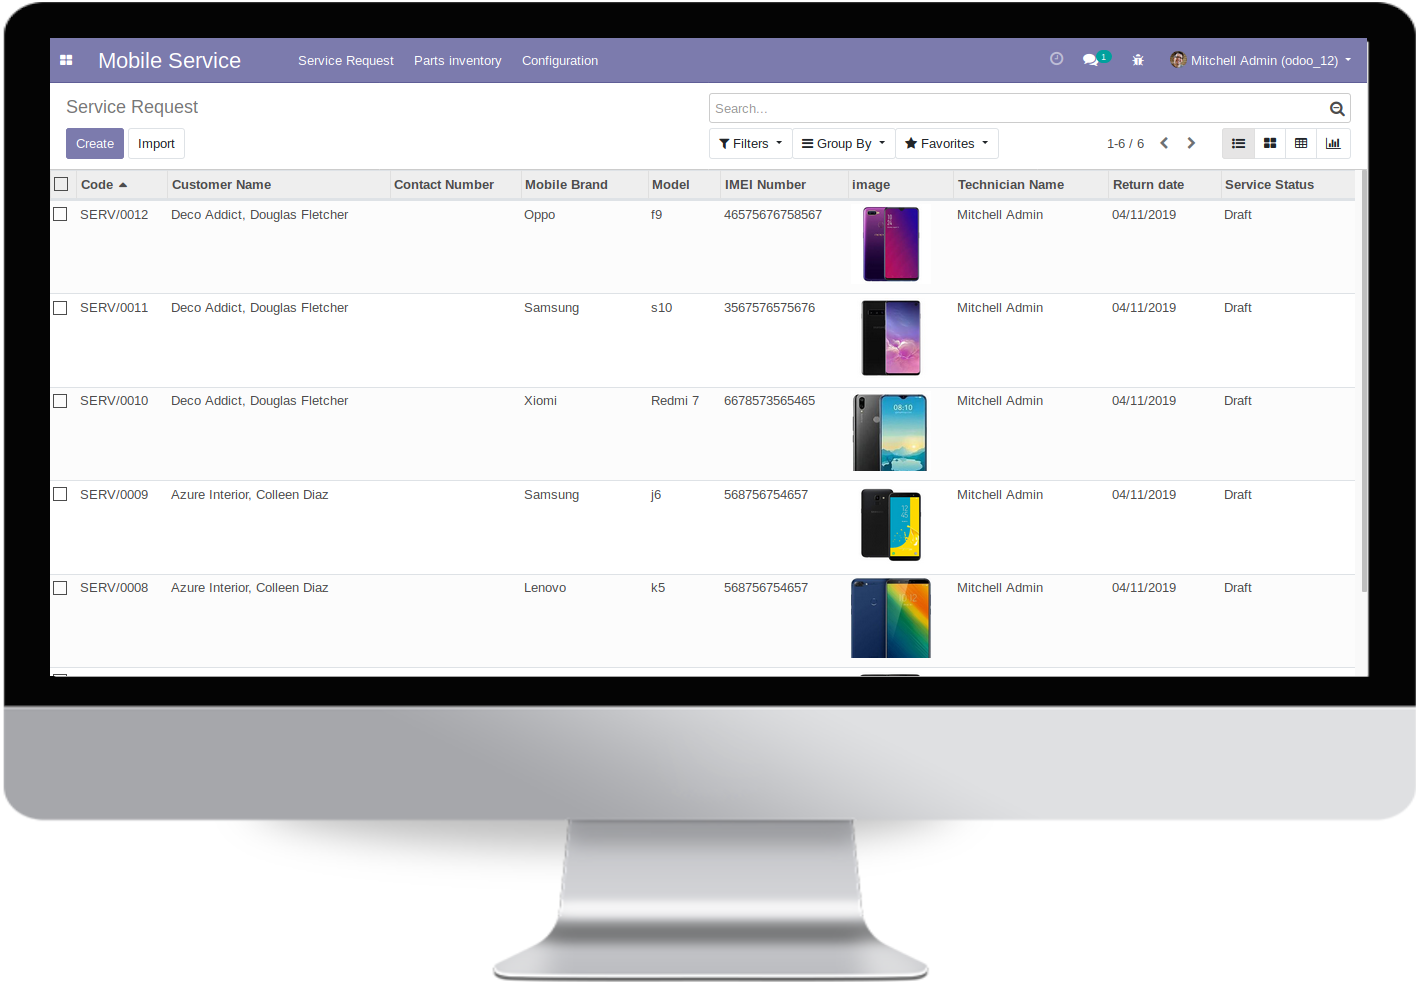 Mobile Service Service Request Parts inventory Configuration 1 Mitchell Admin (odoo_12)
Service Request Search...
Create Import Filters Group By Favorites 1-6 / 6
Code Customer Name Contact Number Mobile Brand Model IMEI Number image Technician Name Return date Service Status
SERV/0012 Deco Addict, Douglas Fletcher Oppo f9 46575676758567 Mitchell Admin 04/11/2019 Draft
SERV/0011 Deco Addict, Douglas Fletcher Samsung s10 3567576575676 Mitchell Admin 04/11/2019 Draft
SERV/0010 Deco Addict, Douglas Fletcher Xiomi Redmi 7 6678573565465 Mitchell Admin 04/11/2019 Draft
08:10
SERV/0009 Azure Interior, Colleen Diaz Samsung j6 568756754657 Mitchell Admin 04/11/2019 Draft
SERV/0008 Azure Interior, Colleen Diaz Lenovo k5 568756754657 Mitchell Admin 04/11/2019 Draft